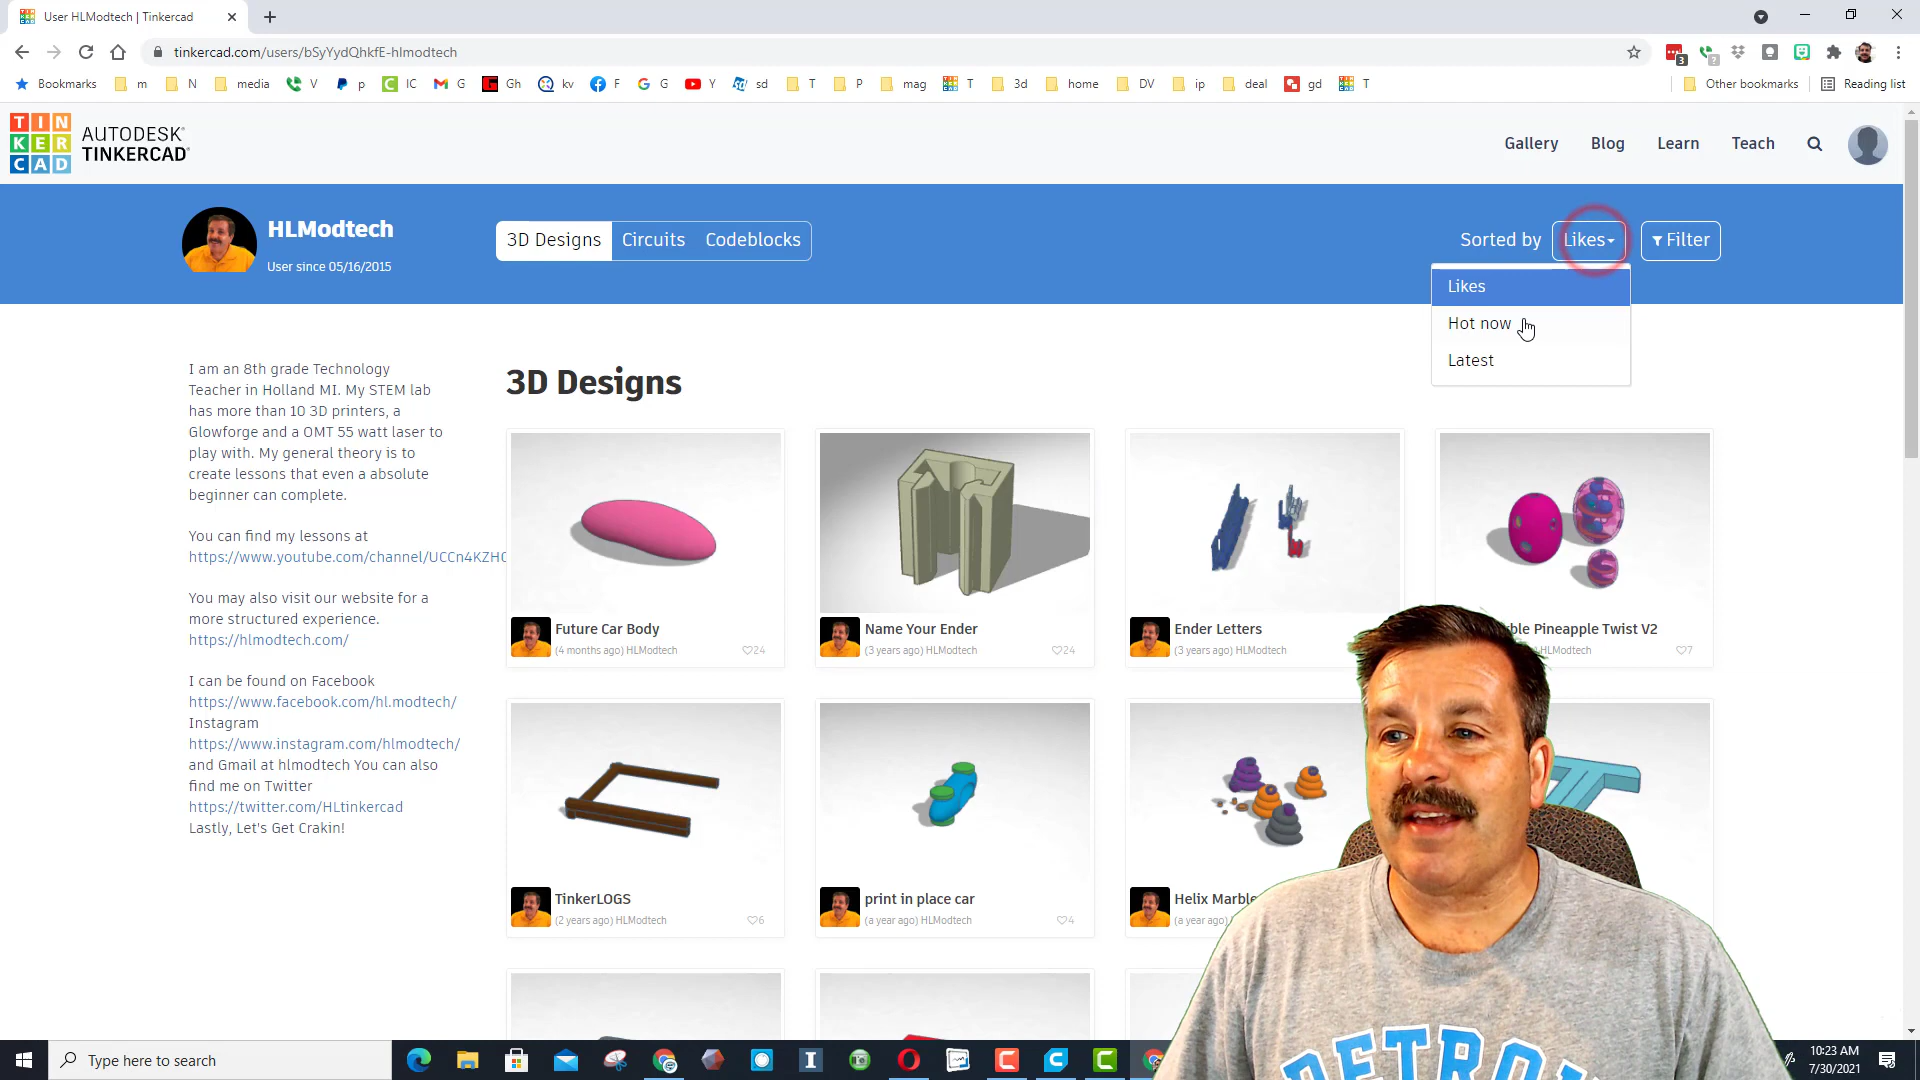 User HLModtech | Tinkercad
tinkercad.com/users/bSyYydQhkfE-hlmodtech
3
?
Bookmarks m N media V p IC G Gh kv F G Y sd T P mag T 3d home DV ip deal gd T Other bookmarks Reading list
TIN
KER
CAD
AUTODESK®
TINKERCAD®
Gallery Blog Learn Teach
HLModtech
User since 05/16/2015
3D Designs Circuits Codeblocks
Sorted by Likes Filter
Likes
Hot now
Latest
I am an 8th grade Technology
Teacher in Holland MI. My STEM lab
has more than 10 3D printers, a
Glowforge and a OMT 55 watt laser to
play with. My general theory is to
create lessons that even a absolute
beginner can complete.
You can find my lessons at
https://www.youtube.com/channel/UCCn4KZHC
You may also visit our website for a
more structured experience.
https://hlmodtech.com/
I can be found on Facebook
https://www.facebook.com/hl.modtech/
Instagram
https://www.instagram.com/hlmodtech/
and Gmail at hlmodtech You can also
find me on Twitter
https://twitter.com/HLtinkercad
Lastly, Let's Get Crakin!
3D Designs
Future Car Body
(4 months ago) HLModtech 24
Name Your Ender
(3 years ago) HLModtech 24
Ender Letters
(3 years ago) HLModtech
Pineapple Twist V2
HLModtech 7
TinkerLOGS
(2 years ago) HLModtech 6
print in place car
(a year ago) HLModtech 4
Helix Marble
(a year ago)
DETRO
Type here to search
10:23 AM
7/30/2021